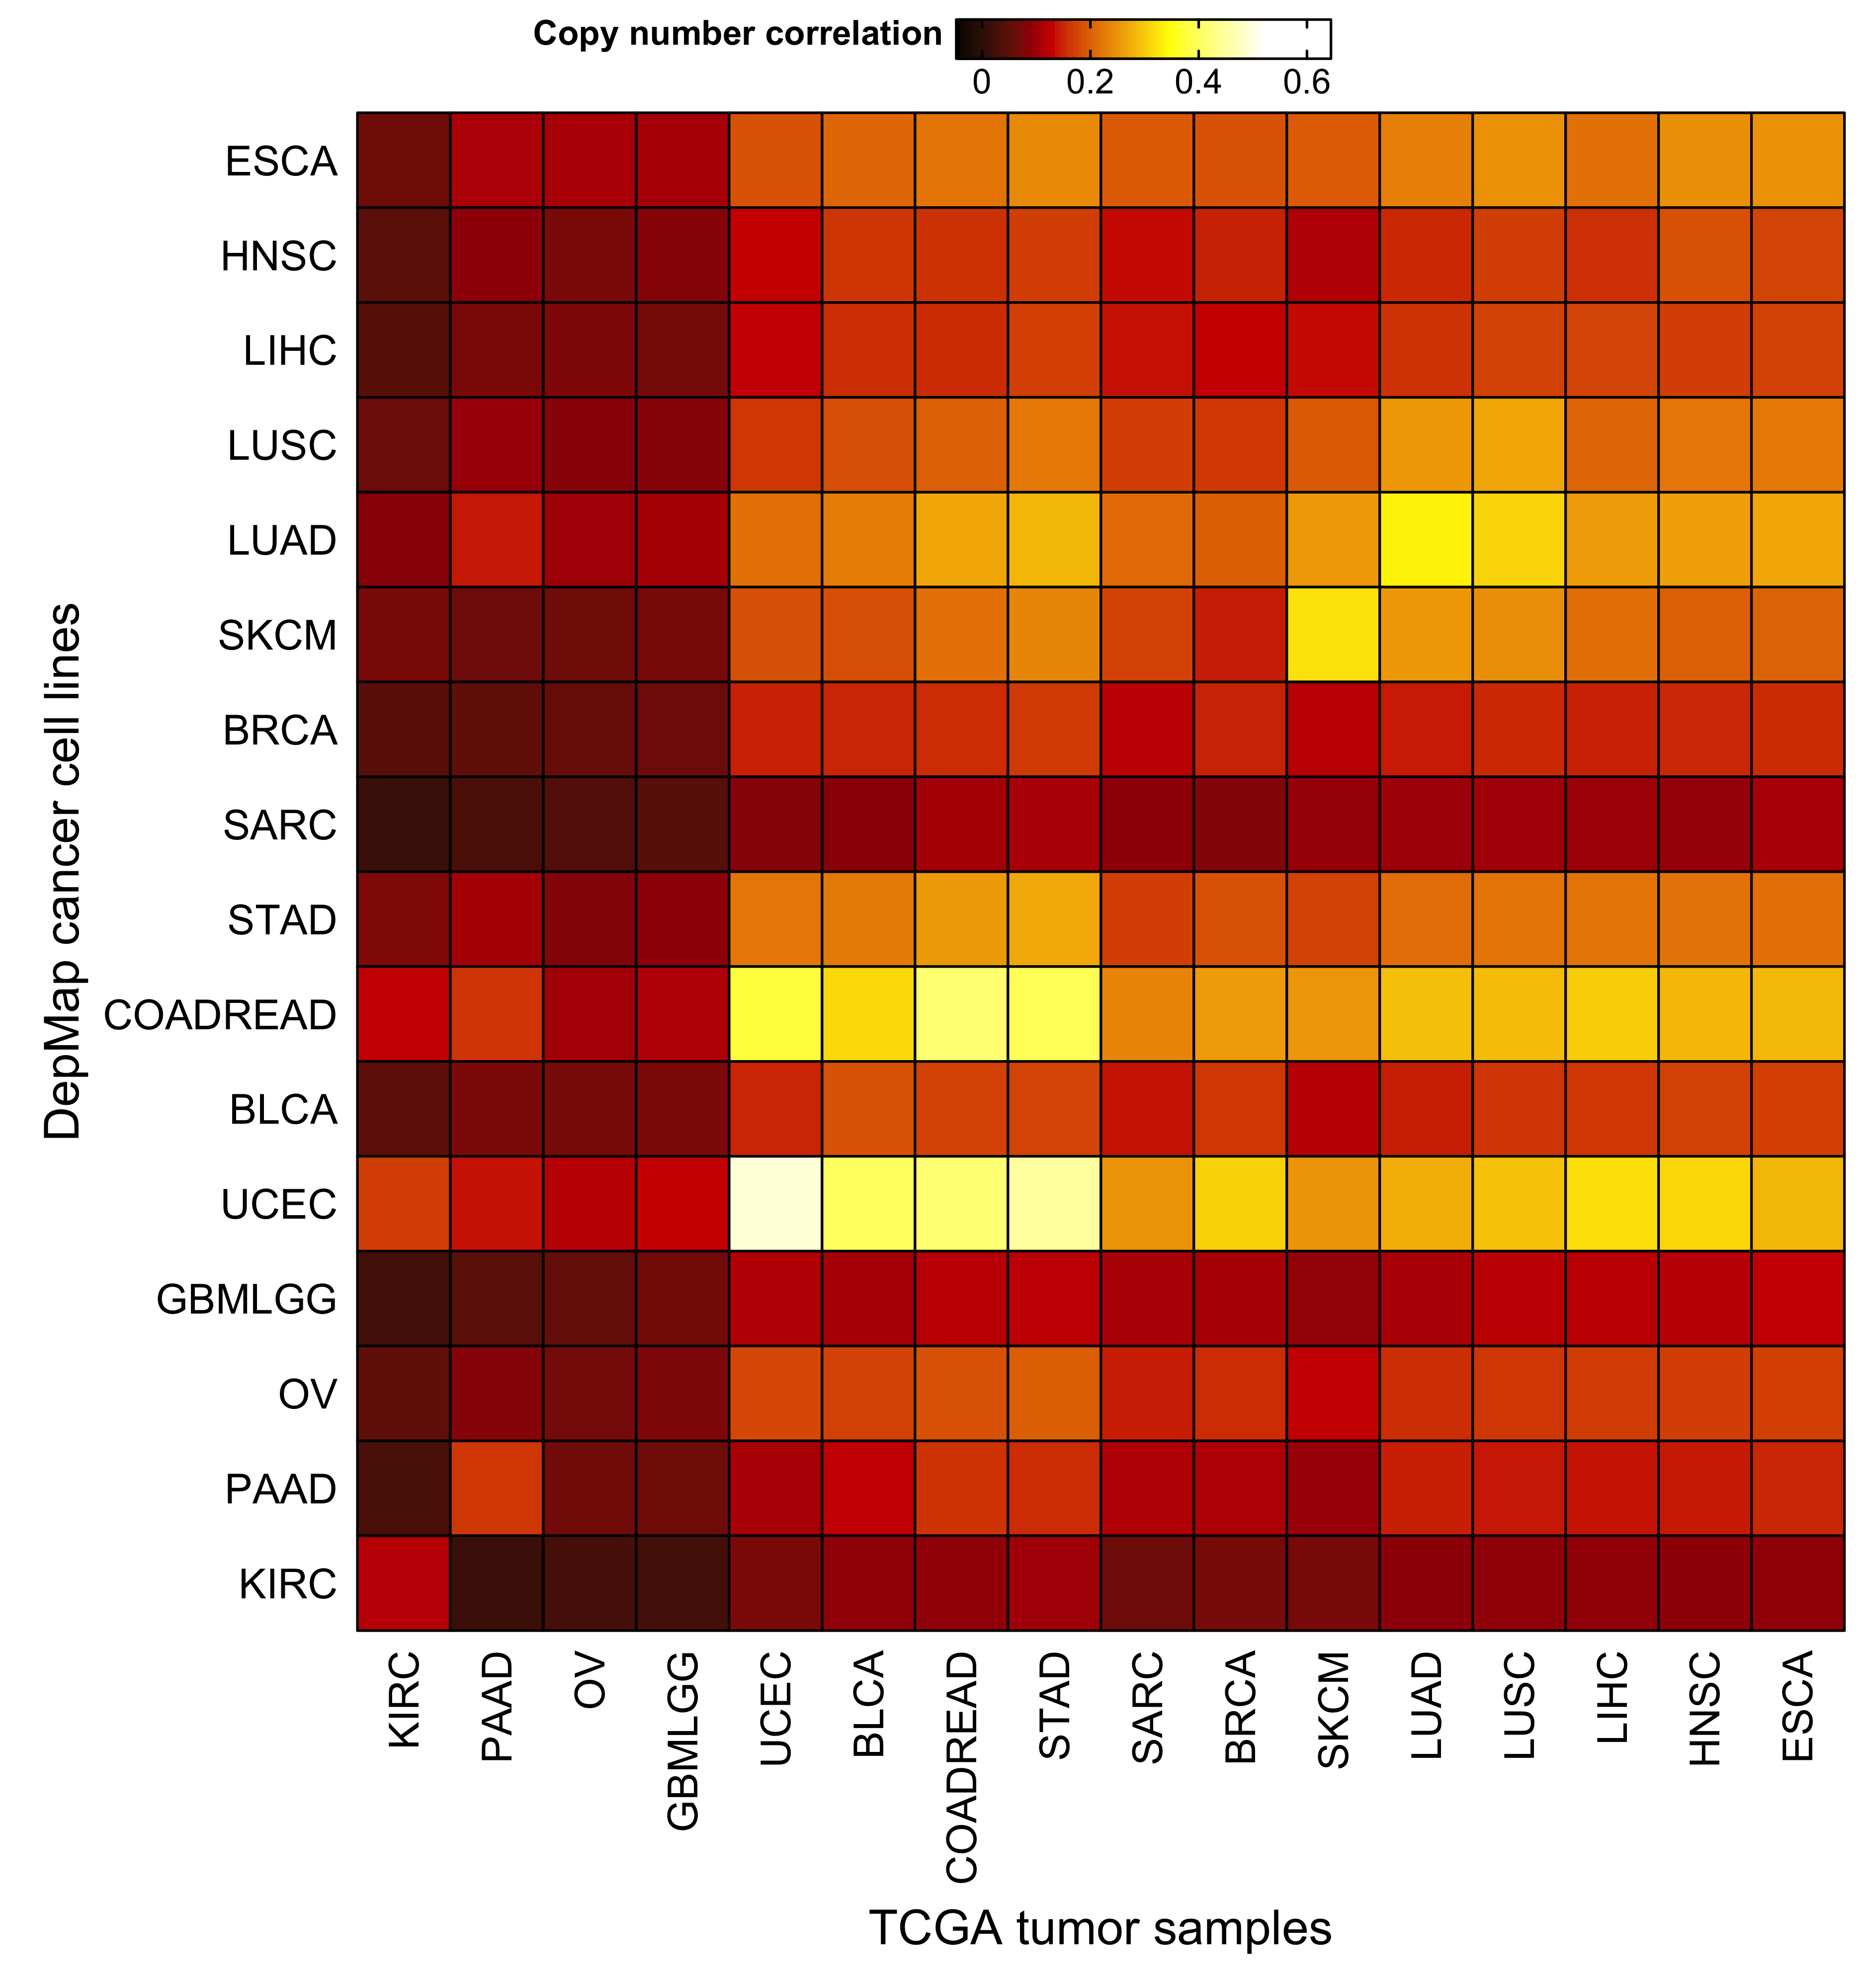 Copy number correlation
0 0.2 0.4 0.6
ESCA
HNSC
LIHC
LUSC
LUAD
SKCM
BRCA
SARC
STAD
COADREAD
BLCA
UCEC
GBMLGG
OV
PAAD
KIRC
DepMap cancer cell lines
KIRC PAAD OV GBMLGG UCEC BLCA COADREAD STAD SARC BRCA SKCM LUAD LUSC LIHC HNSC ESCA
TCGA tumor samples